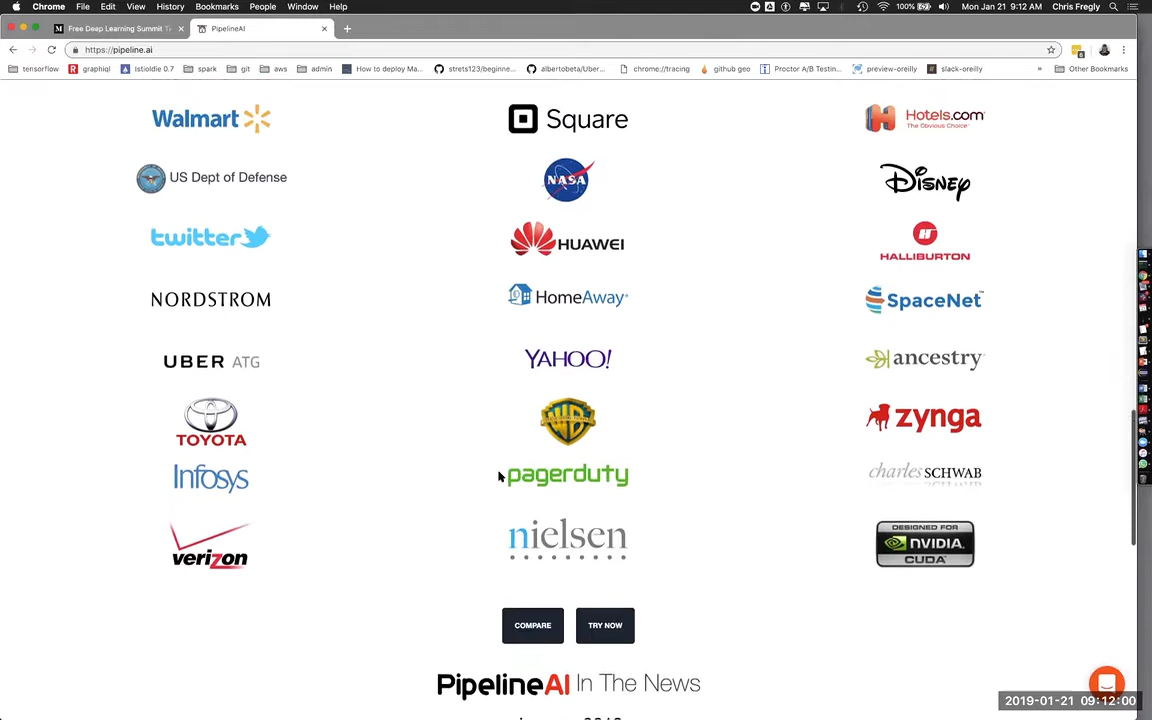 Chrome File Edit View History Bookmarks People Window Help 100% Mon Jan 21 9:12 AM Chris Fregly
Free Deep Learning Summit T PipelineAI
https://pipeline.ai
tensorflow graphiql istioldie 0.7 spark git aws admin How to deploy Ma... strets123/beginne... albertobeta/Uber... chrome://tracing github geo Proctor A/B Testin... preview-oreilly slack-oreilly » Other Bookmarks
Walmart Square Hotels.com
The Obvious Choice
US Dept of Defense NASA Disney
twitter HUAWEI HALLIBURTON
NORDSTROM HomeAway SpaceNet™
UBER ATG YAHOO! ancestry
TOYOTA WB zynga
Infosys pagerduty charles SCHWAB
verizon nielsen DESIGNED FOR
NVIDIA
CUDA
COMPARE TRY NOW
PipelineAI In The News
2019-01-21 09:12:00